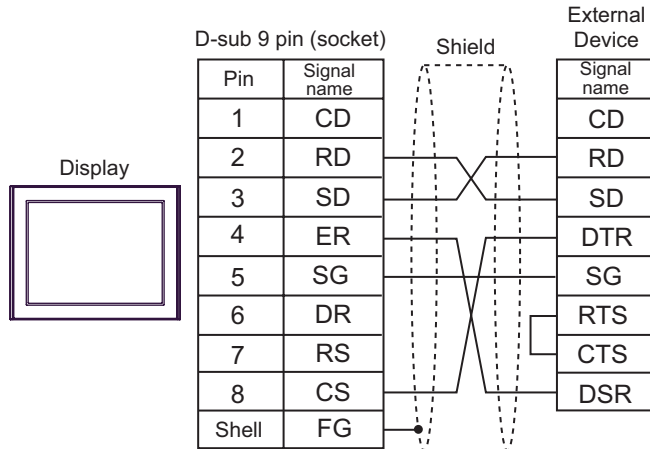 External
Device
D-sub 9 pin (socket)
Shield
Display
Pin Signal name
1 CD
2 RD
3 SD
4 ER
5 SG
6 DR
7 RS
8 CS
Shell FG
Signal name
CD
RD
SD
DTR
SG
RTS
CTS
DSR